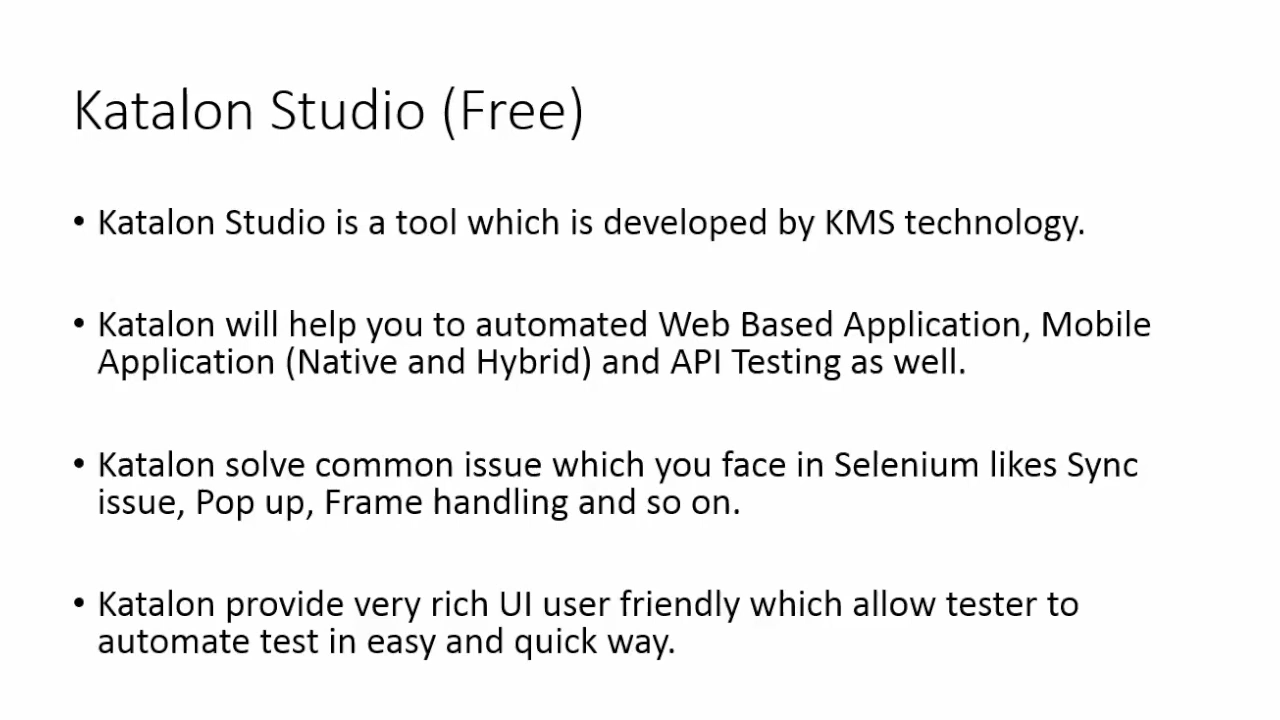 Katalon Studio (Free)
• Katalon Studio is a tool which is developed by KMS technology.
• Katalon will help you to automated Web Based Application, Mobile
Application (Native and Hybrid) and API Testing as well.
• Katalon solve common issue which you face in Selenium likes Sync
issue, Pop up, Frame handling and so on.
• Katalon provide very rich UI user friendly which allow tester to
automate test in easy and quick way.